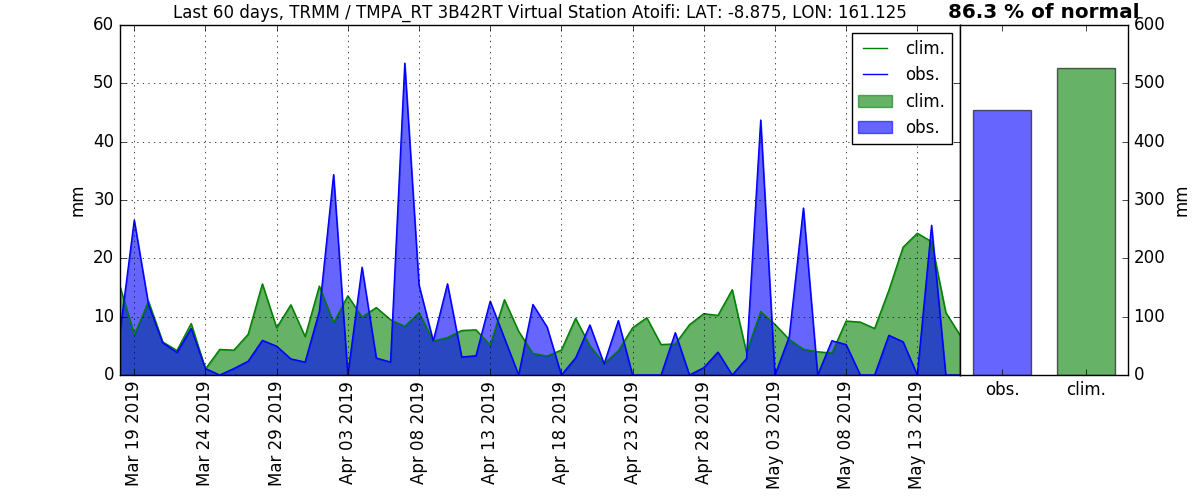 Last 60 days, TRMM / TMPA_RT 3B42RT Virtual Station Atoifi: LAT: -8.875, LON: 161.125
86.3 % of normal
60
50
40
30
20
10
0
mm
clim.
obs.
clim.
obs.
600
500
400
300
200
100
0
mm
obs.
clim.
Mar 19 2019
Mar 24 2019
Mar 29 2019
Apr 03 2019
Apr 08 2019
Apr 13 2019
Apr 18 2019
Apr 23 2019
Apr 28 2019
May 03 2019
May 08 2019
May 13 2019